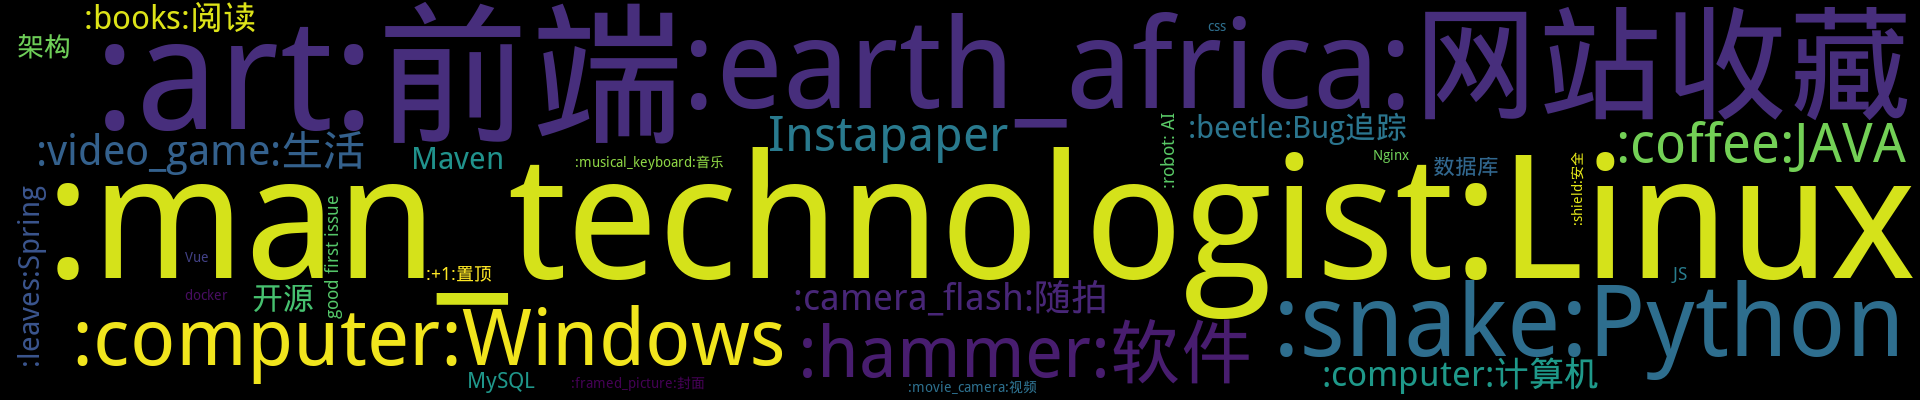 :books:阅读
架构
:art:前端
:earth_africa:网站收藏
css
:video_game:生活
Maven
:musical_keyboard:音乐
Instapaper
:robot: AI
:beetle:Bug追踪
Nginx
数据库
:shield:安全
:coffee:JAVA
:man_technologist:Linux
:leaves:Spring
Vue
docker
good first issue
开源
:+1:置顶
:camera_flash:随拍
JS
:computer:Windows
:hammer:软件
:snake:Python
MySQL
:framed_picture:封面
:movie_camera:视频
:computer:计算机